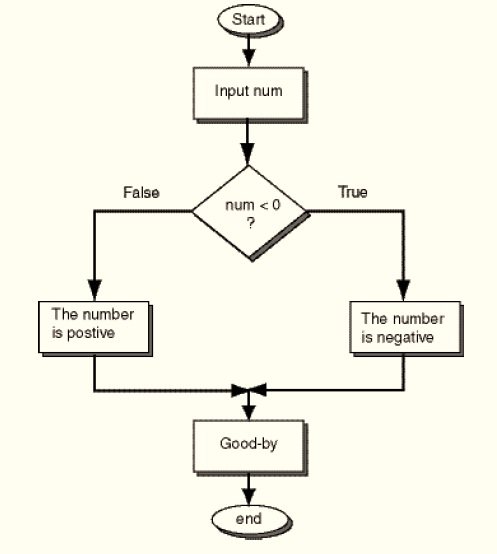 Start
Input num
False
True
num < 0
?
The number
is postive
The number
is negative
Good-by
end